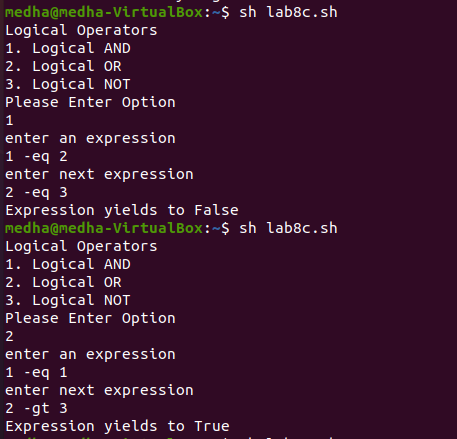 medha@medha-VirtualBox:~$ sh lab8c.sh
Logical Operators
1. Logical AND
2. Logical OR
3. Logical NOT
Please Enter Option
1
enter an expression
1 -eq 2
enter next expression
2 -eq 3
Expression yields to False
medha@medha-VirtualBox:~$ sh lab8c.sh
Logical Operators
1. Logical AND
2. Logical OR
3. Logical NOT
Please Enter Option
2
enter an expression
1 -eq 1
enter next expression
2 -gt 3
Expression yields to True